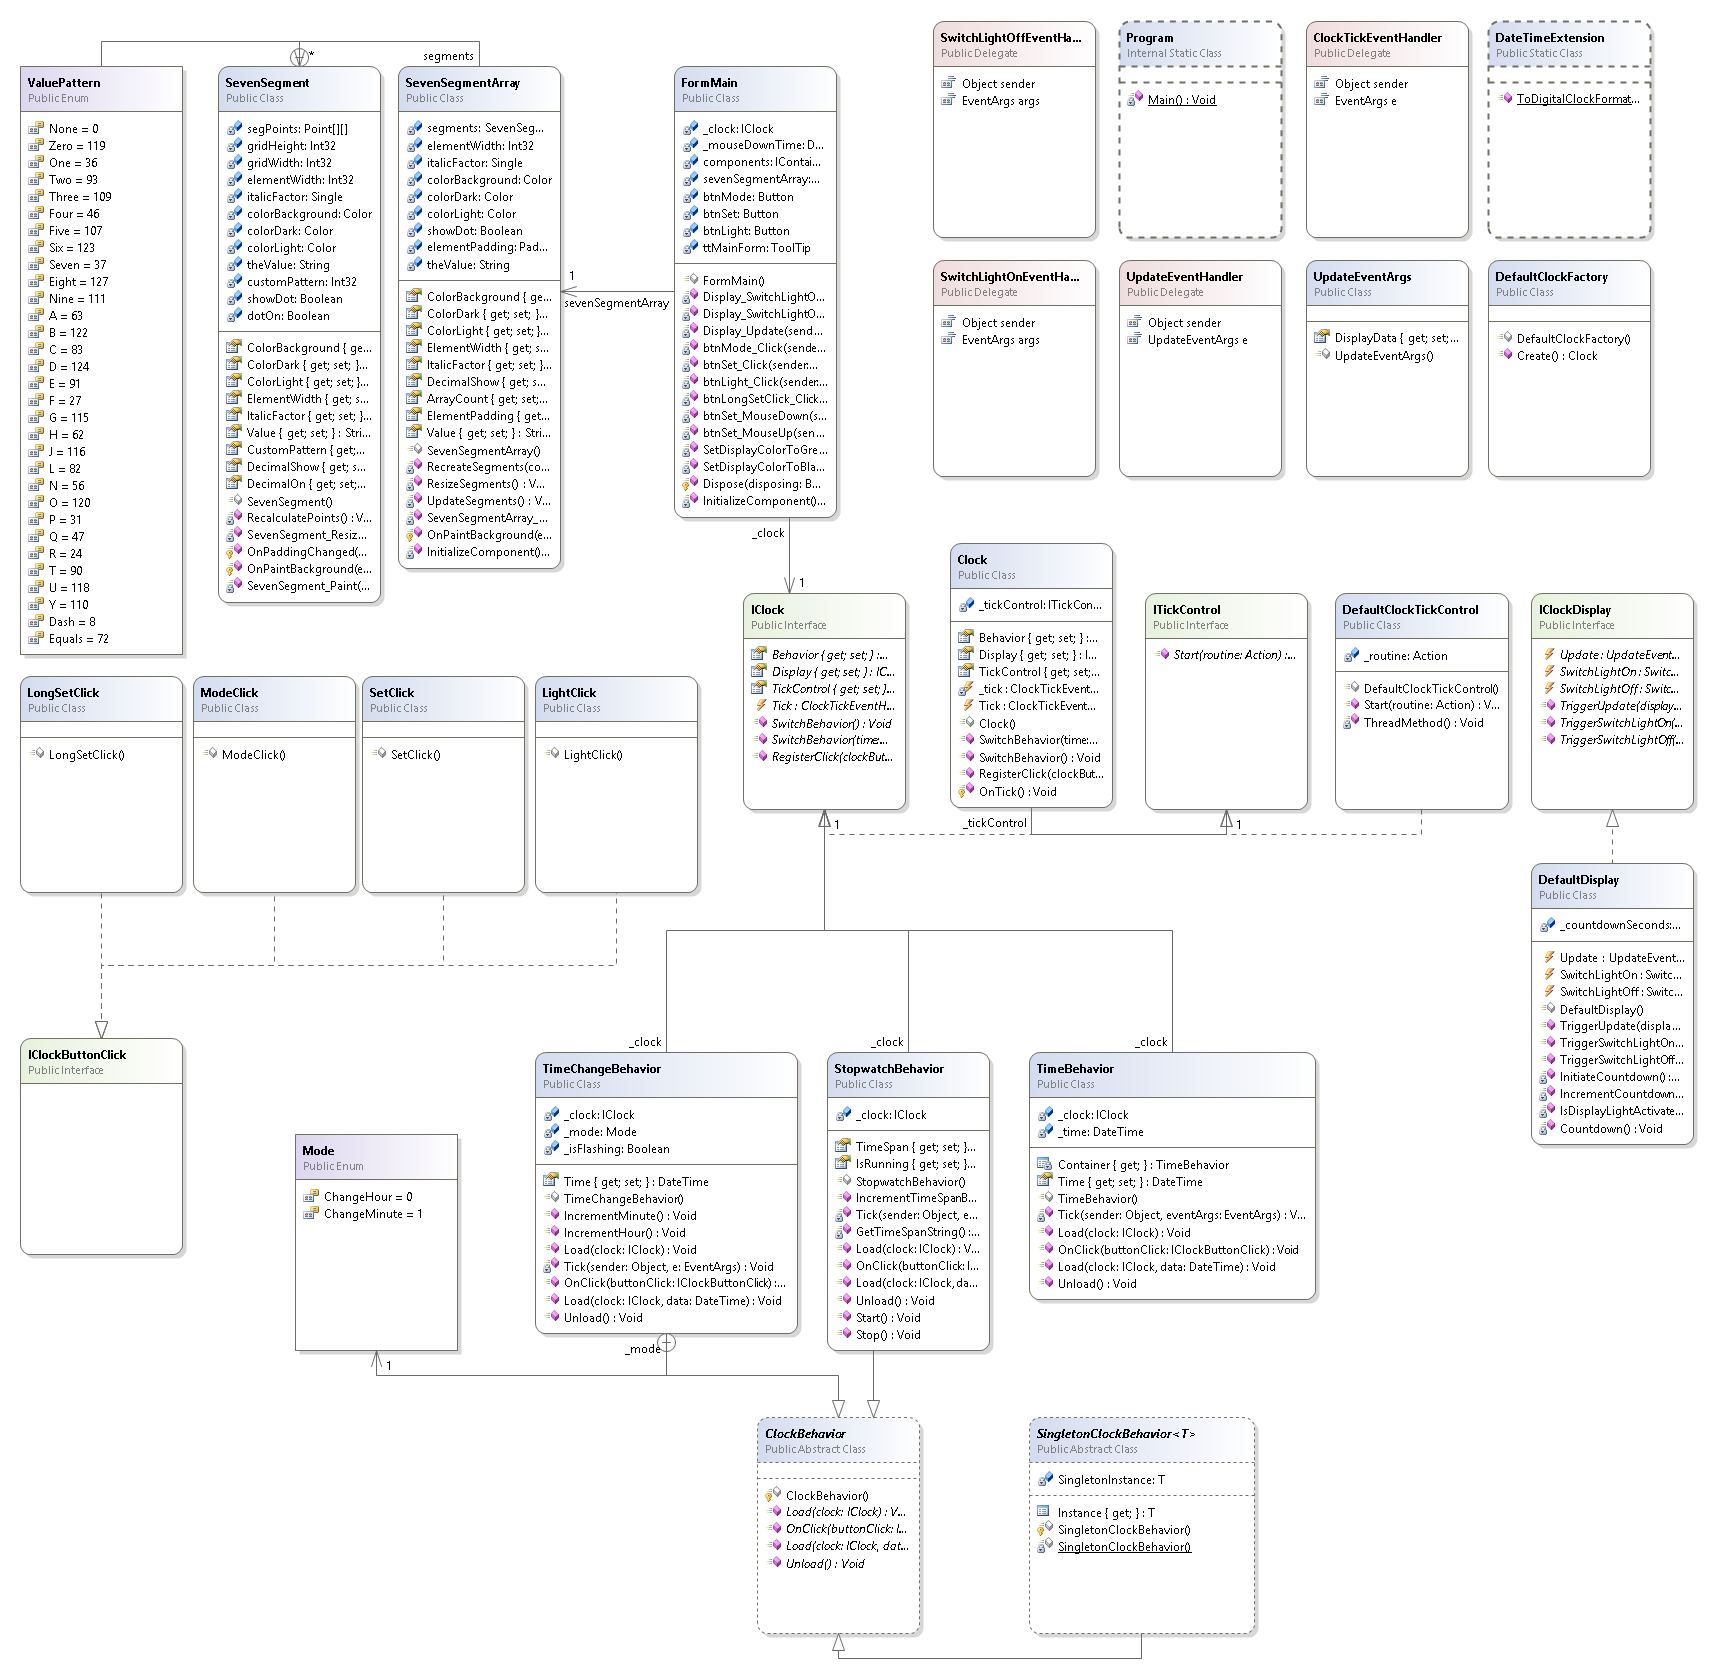 segments
*
ValuePattern
Public Enum
None = 0
Zero = 119
One = 36
Two = 93
Three = 109
Four = 46
Five = 107
Six = 123
Seven = 37
Eight = 127
Nine = 111
A = 63
B = 122
C = 83
D = 124
E = 91
F = 27
G = 115
H = 62
J = 116
L = 82
N = 56
O = 120
P = 31
Q = 47
R = 24
T = 90
U = 118
Y = 110
Dash = 8
Equals = 72
SevenSegment
Public Class
segPoints: Point[][]
gridHeight: Int32
gridWidth: Int32
elementWidth: Int32
italicFactor: Single
colorBackground: Color
colorDark: Color
colorLight: Color
theValue: String
customPattern: Int32
showDot: Boolean
dotOn: Boolean
ColorBackground { ge...
ColorDark { get; set; }...
ColorLight { get; set; }...
ElementWidth { get; s...
ItalicFactor { get; set; }...
Value { get; set; } : Stri...
CustomPattern { get;...
DecimalShow { get; s...
DecimalOn { get; set;...
SevenSegment()
RecalculatePoints() : V...
SevenSegment_Resiz...
OnPaddingChanged(...
OnPaintBackground(e...
SevenSegment_Paint(...
SevenSegmentArray
Public Class
segments: SevenSeg...
elementWidth: Int32
italicFactor: Single
colorBackground: Color
colorDark: Color
colorLight: Color
showDot: Boolean
elementPadding: Pad...
theValue: String
ColorBackground { ge...
ColorDark { get; set; }...
ColorLight { get; set; }...
ElementWidth { get; s...
ItalicFactor { get; set; }...
DecimalShow { get; s...
ArrayCount { get; set;...
ElementPadding { get...
Value { get; set; } : Stri...
SevenSegmentArray()
RecreateSegments(co...
ResizeSegments() : V...
UpdateSegments() : V...
SevenSegmentArray_...
OnPaintBackground(e...
InitializeComponent()...
1
sevenSegmentArray
FormMain
Public Class
_clock: IClock
_mouseDownTime: D...
components: IContai...
sevenSegmentArray:...
btnMode: Button
btnSet: Button
btnLight: Button
ttMainForm: ToolTip
FormMain()
Display_SwitchLightO...
Display_SwitchLightO...
Display_Update(send...
btnMode_Click(sende...
btnSet_Click(sender:...
btnLight_Click(sender:...
btnLongSetClick_Click...
btnSet_MouseDown(s...
btnSet_MouseUp(sen...
SetDisplayColorToGre...
SetDisplayColorToBla...
Dispose(disposing: B...
InitializeComponent()...
_clock
1
SwitchLightOffEventHa...
Public Delegate
Object sender
EventArgs args
Program
Internal Static Class
Main() : Void
ClockTickEventHandler
Public Delegate
Object sender
EventArgs e
DateTimeExtension
Public Static Class
ToDigitalClockFormat...
SwitchLightOnEventHa...
Public Delegate
Object sender
EventArgs args
UpdateEventHandler
Public Delegate
Object sender
UpdateEventArgs e
UpdateEventArgs
Public Class
DisplayData { get; set;...
UpdateEventArgs()
DefaultClockFactory
Public Class
DefaultClockFactory()
Create() : Clock
IClock
Public Interface
Behavior { get; set; } :...
Display { get; set; } : IC...
TickControl { get; set; }...
Tick : ClockTickEventH...
SwitchBehavior() : Void
SwitchBehavior(time:...
RegisterClick(clockBut...
1
Clock
Public Class
_tickControl: ITickCon...
Behavior { get; set; } :...
Display { get; set; } : I...
TickControl { get; set;...
_tick : ClockTickEvent...
Tick : ClockTickEvent...
Clock()
SwitchBehavior(time:...
SwitchBehavior() : Void
RegisterClick(clockBut...
OnTick() : Void
_tickControl
1
ITickControl
Public Interface
Start(routine: Action) :...
DefaultClockTickControl
Public Class
_routine: Action
DefaultClockTickControl()
Start(routine: Action) : V...
ThreadMethod() : Void
IClockDisplay
Public Interface
Update : UpdateEvent...
SwitchLightOn : Switc...
SwitchLightOff : Switc...
TriggerUpdate(display...
TriggerSwitchLightOn(...
TriggerSwitchLightOff(...
LongSetClick
Public Class
LongSetClick()
ModeClick
Public Class
ModeClick()
SetClick
Public Class
SetClick()
LightClick
Public Class
LightClick()
DefaultDisplay
Public Class
_countdownSeconds:...
Update : UpdateEvent...
SwitchLightOn : Switc...
SwitchLightOff : Switc...
DefaultDisplay()
TriggerUpdate(displa...
TriggerSwitchLightOn...
TriggerSwitchLightOff...
InitiateCountdown() :...
IncrementCountdown...
IsDisplayLightActivate...
Countdown() : Void
IClockButtonClick
Public Interface
Mode
Public Enum
ChangeHour = 0
ChangeMinute = 1
1
_clock
TimeChangeBehavior
Public Class
_clock: IClock
_mode: Mode
_isFlashing: Boolean
Time { get; set; } : DateTime
TimeChangeBehavior()
IncrementMinute() : Void
IncrementHour() : Void
Load(clock: IClock) : Void
Tick(sender: Object, e: EventArgs) : Void
OnClick(buttonClick: IClockButtonClick) :...
Load(clock: IClock, data: DateTime) : Void
Unload() : Void
_mode
_clock
StopwatchBehavior
Public Class
_clock: IClock
TimeSpan { get; set; }...
IsRunning { get; set; }...
StopwatchBehavior()
IncrementTimeSpanB...
Tick(sender: Object, e...
GetTimeSpanString() :...
Load(clock: IClock) : V...
OnClick(buttonClick: I...
Load(clock: IClock, da...
Unload() : Void
Start() : Void
Stop() : Void
_clock
TimeBehavior
Public Class
_clock: IClock
_time: DateTime
Container { get; } : TimeBehavior
Time { get; set; } : DateTime
TimeBehavior()
Tick(sender: Object, eventArgs: EventArgs) : V...
Load(clock: IClock) : Void
OnClick(buttonClick: IClockButtonClick) : Void
Load(clock: IClock, data: DateTime) : Void
Unload() : Void
ClockBehavior
Public Abstract Class
ClockBehavior()
Load(clock: IClock) : V...
OnClick(buttonClick: I...
Load(clock: IClock, dat...
Unload() : Void
SingletonClockBehavior<T>
Public Abstract Class
SingletonInstance: T
Instance { get; } : T
SingletonClockBehavior()
SingletonClockBehavior()